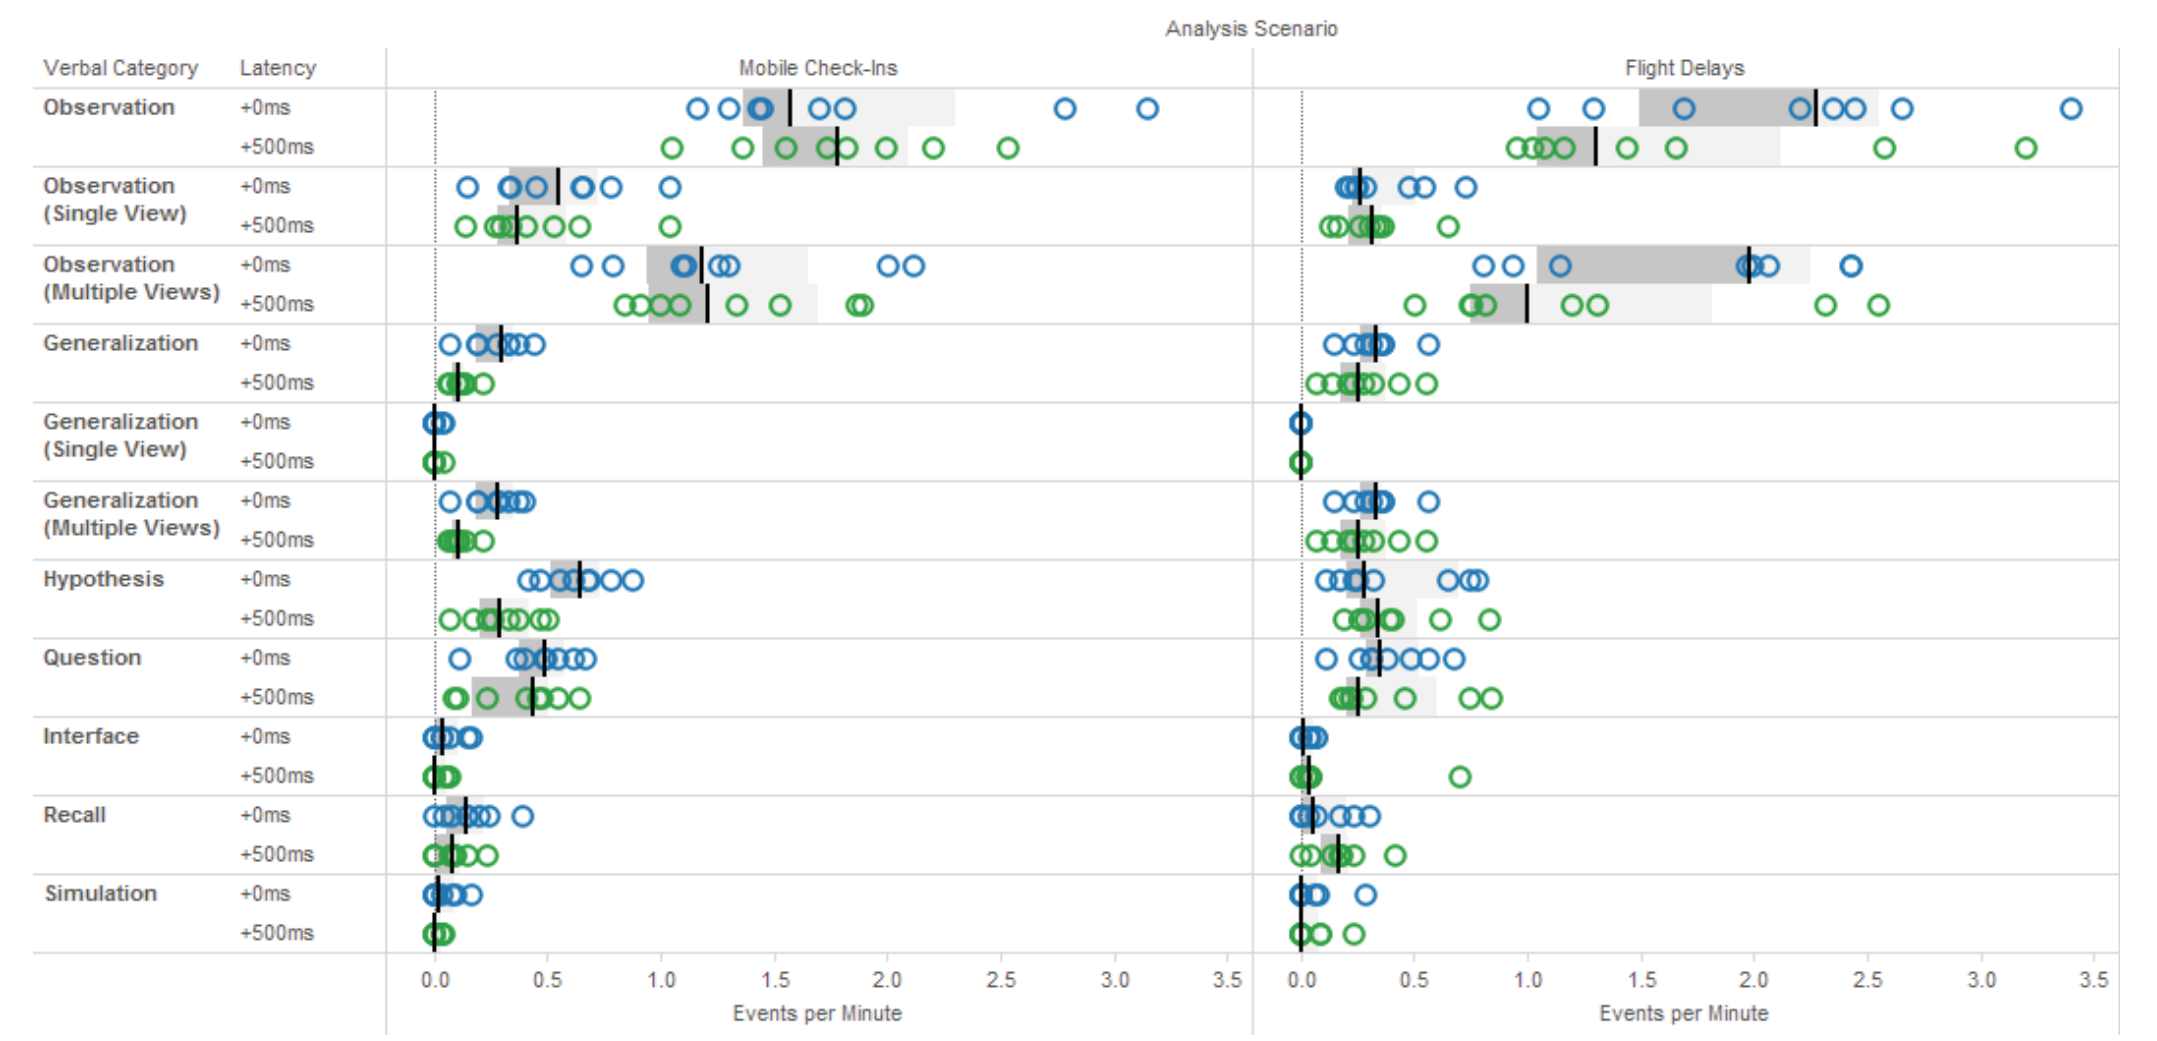 Analysis Scenario
Verbal Category Latency Mobile Check-Ins Flight Delays
Observation +0ms
+500ms
Observation +0ms
(Single View)
+500ms
Observation +0ms
(Multiple Views)
+500ms
Generalization +0ms
+500ms
Generalization +0ms
(Single View)
+500ms
Generalization +0ms
(Multiple Views)
+500ms
Hypothesis +0ms
+500ms
Question +0ms
+500ms
Interface +0ms
+500ms
Recall +0ms
+500ms
Simulation +0ms
+500ms
0.0 0.5 1.0 1.5 2.0 2.5 3.0 3.5 0.0 0.5 1.0 1.5 2.0 2.5 3.0 3.5
Events per Minute Events per Minute